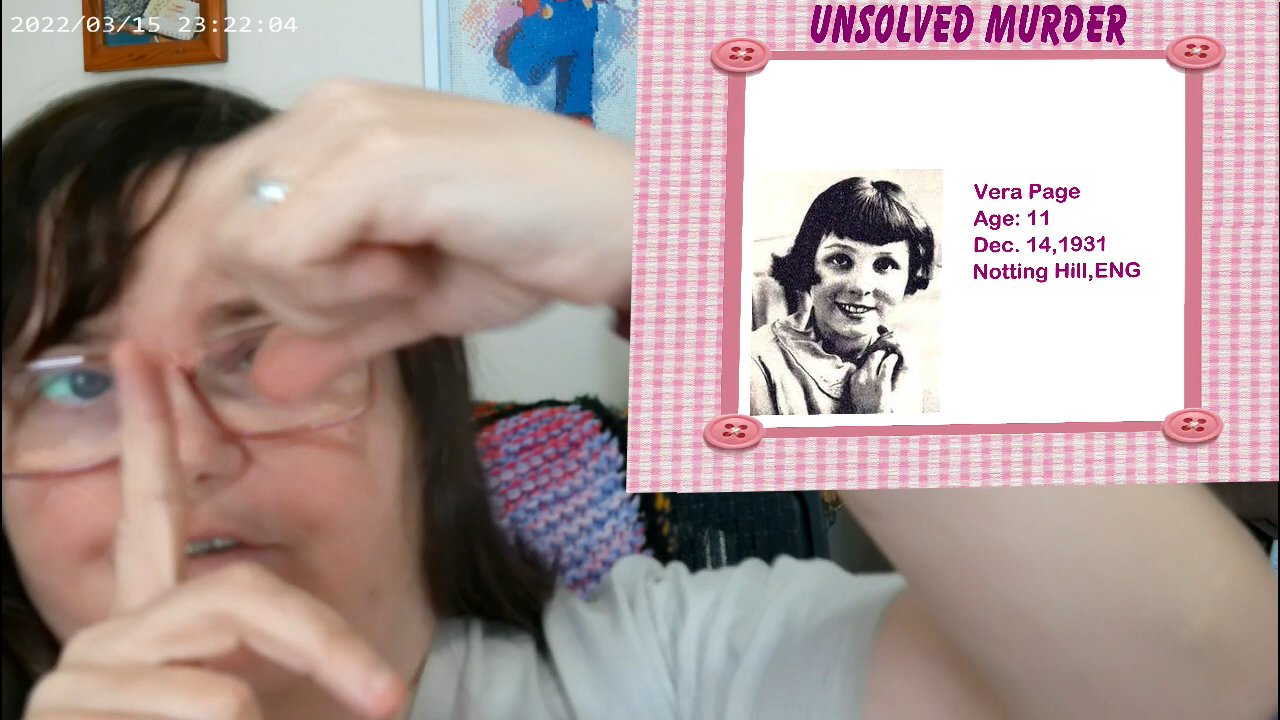 2022/03/15 23:22:04
UNSOLVED MURDER
Vera Page
Age: 11
Dec. 14,1931
Notting Hill,ENG